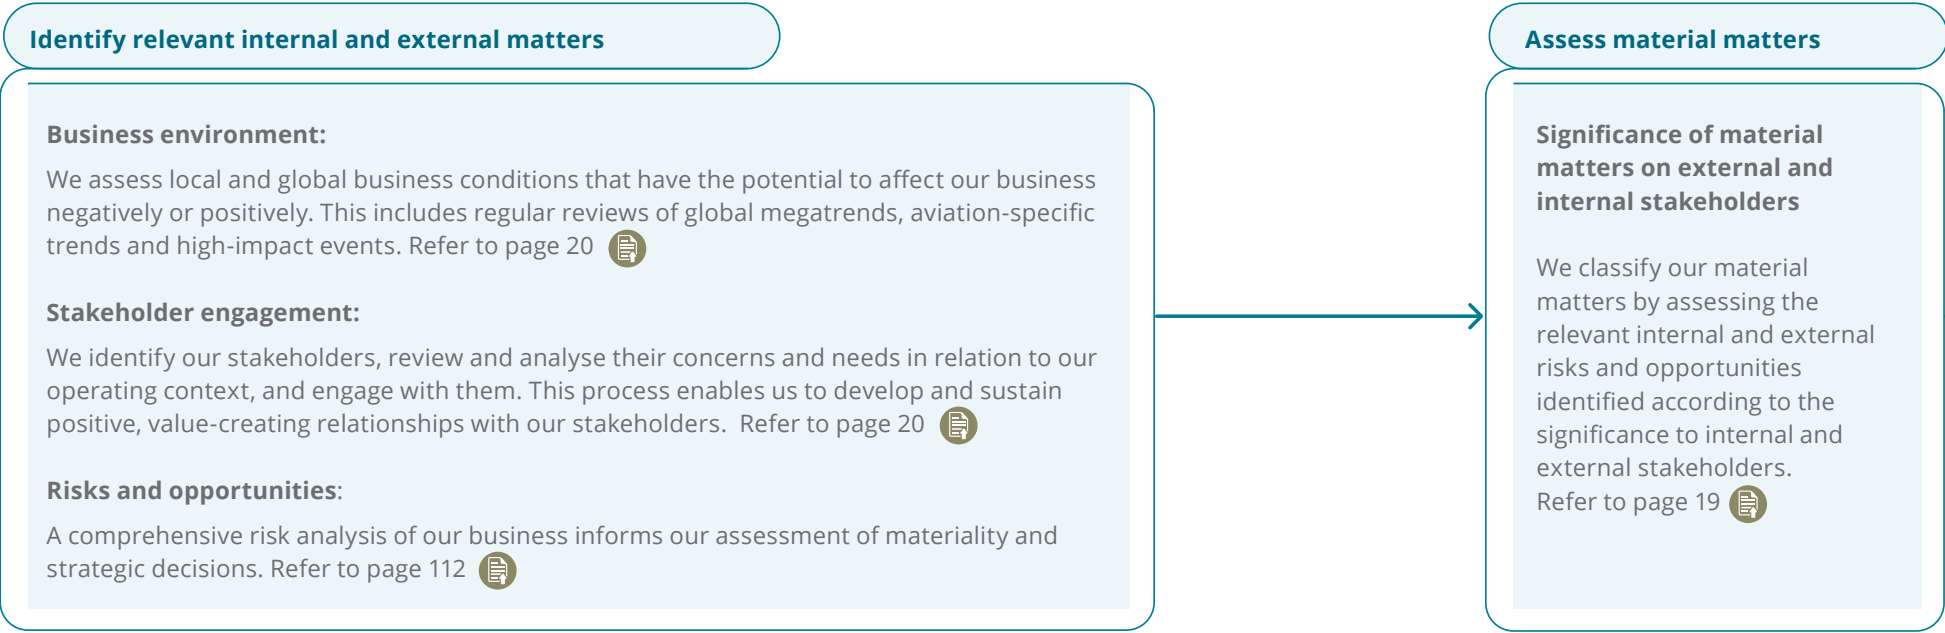 Identify relevant internal and external matters
Business environment:
We assess local and global business conditions that have the potential to affect our business
negatively or positively. This includes regular reviews of global megatrends, aviation-specific
trends and high-impact events. Refer to page 20
Stakeholder engagement:
We identify our stakeholders, review and analyse their concerns and needs in relation to our
operating context, and engage with them. This process enables us to develop and sustain
positive, value-creating relationships with our stakeholders.  Refer to page 20
Risks and opportunities:
A comprehensive risk analysis of our business informs our assessment of materiality and
strategic decisions. Refer to page 112
Assess material matters
Significance of material
matters on external and
internal stakeholders
We classify our material
matters by assessing the
relevant internal and external
risks and opportunities
identified according to the
significance to internal and
external stakeholders.
Refer to page 19